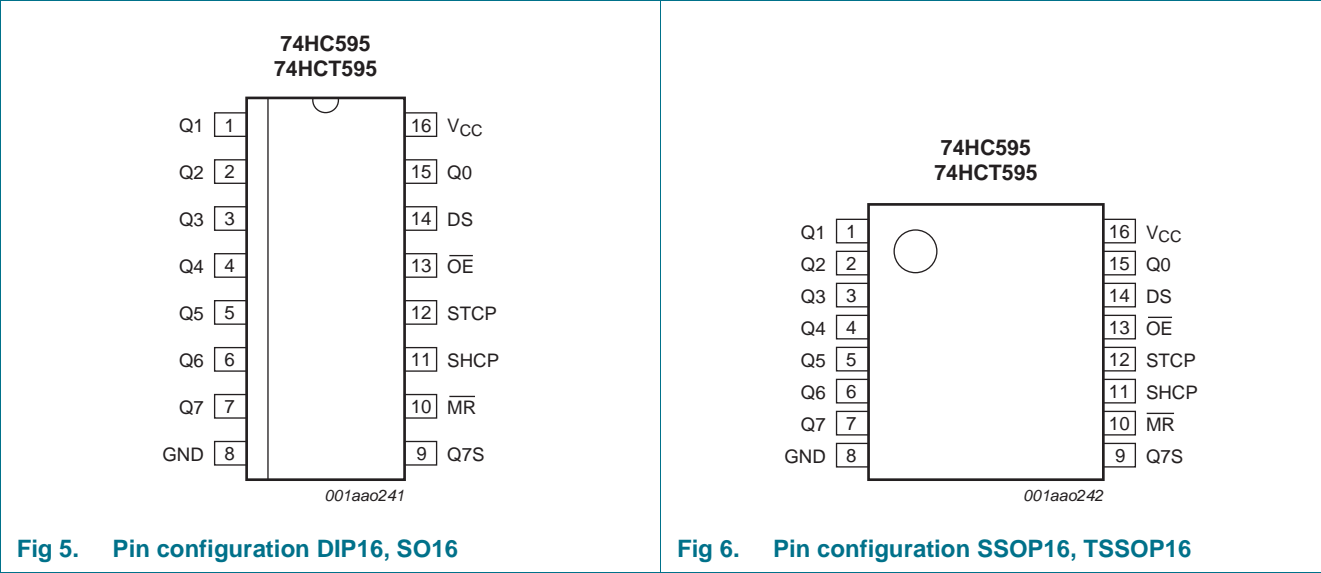 74HC595
74HCT595
Q1 1 16 VCC
Q2 2 15 Q0
Q3 3 14 DS
Q4 4 13 O̅E̅
Q5 5 12 STCP
Q6 6 11 SHCP
Q7 7 10 M̅R̅
GND 8 9 Q7S
001aao241
Fig 5. Pin configuration DIP16, SO16
74HC595
74HCT595
Q1 1 16 VCC
Q2 2 15 Q0
Q3 3 14 DS
Q4 4 13 O̅E̅
Q5 5 12 STCP
Q6 6 11 SHCP
Q7 7 10 M̅R̅
GND 8 9 Q7S
001aao242
Fig 6. Pin configuration SSOP16, TSSOP16